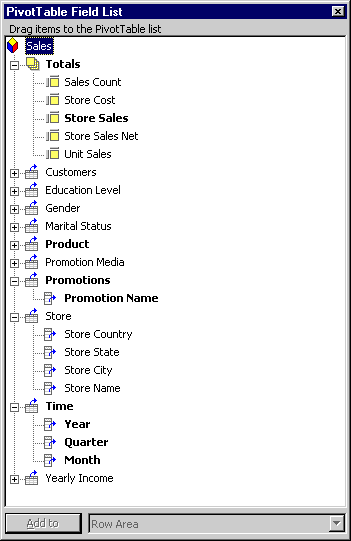 PivotTable Field List
Drag items to the PivotTable list
Sales
Totals
Sales Count
Store Cost
Store Sales
Store Sales Net
Unit Sales
Customers
Education Level
Gender
Marital Status
Product
Promotion Media
Promotions
Promotion Name
Store
Store Country
Store State
Store City
Store Name
Time
Year
Quarter
Month
Yearly Income
Add to
Row Area